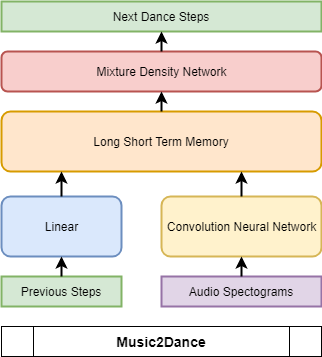 Next Dance Steps
Mixture Density Network
Long Short Term Memory
Linear
Convolution Neural Network
Previous Steps
Audio Spectograms
Music2Dance